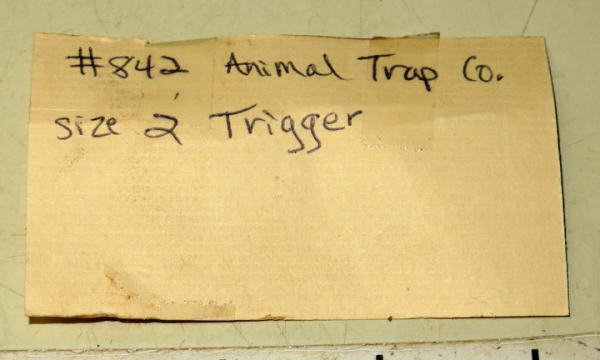 #842 Animal Trap Co.
size 2 Trigger